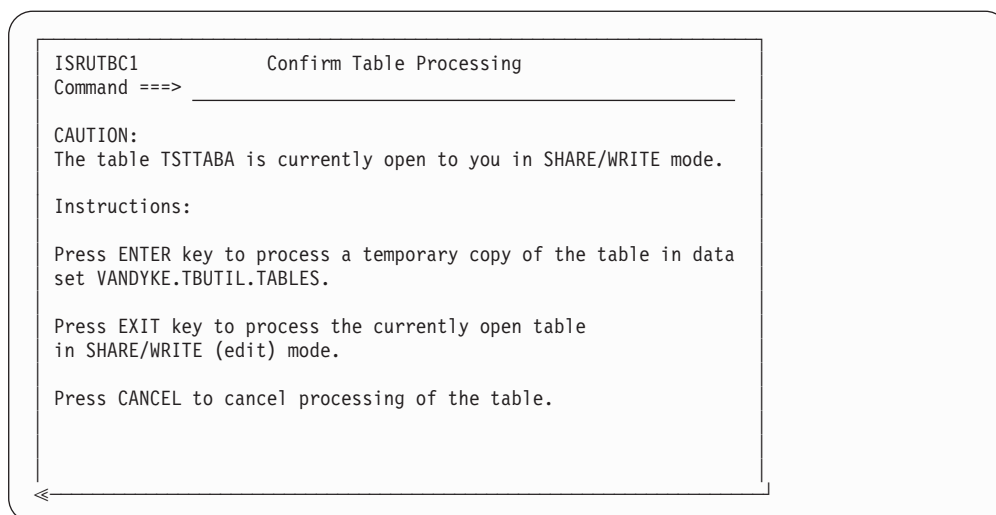 ISRUTBC1 Confirm Table Processing
Command ===>
CAUTION:
The table TSTTABA is currently open to you in SHARE/WRITE mode.
Instructions:
Press ENTER key to process a temporary copy of the table in data
set VANDYKE.TBUTIL.TABLES.
Press EXIT key to process the currently open table
in SHARE/WRITE (edit) mode.
Press CANCEL to cancel processing of the table.